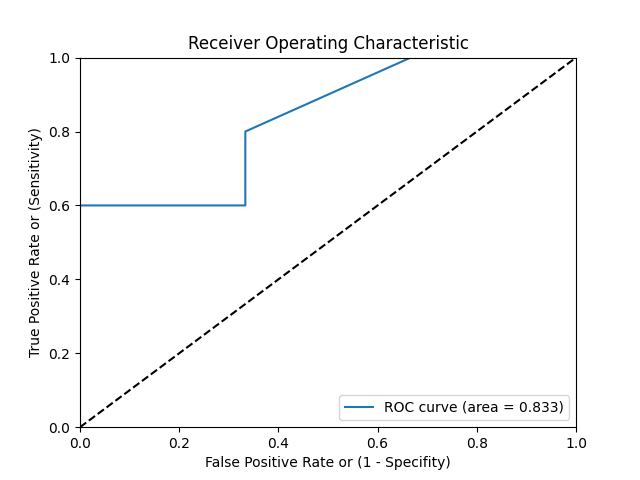 Receiver Operating Characteristic
True Positive Rate or (Sensitivity)
1.0
0.8
0.6
0.4
0.2
0.0
ROC curve (area = 0.833)
0.0 0.2 0.4 0.6 0.8 1.0
False Positive Rate or (1 - Specifity)